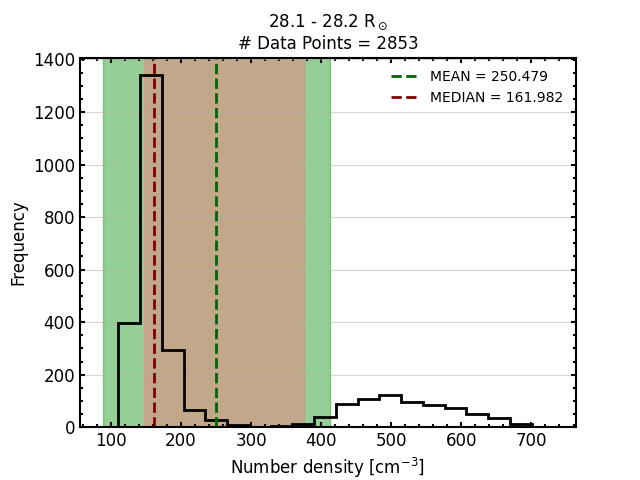 28.1 - 28.2 R⊙
# Data Points = 2853
MEAN = 250.479
MEDIAN = 161.982
Frequency
1400
1200
1000
800
600
400
200
0
100 200 300 400 500 600 700
Number density [cm⁻³]